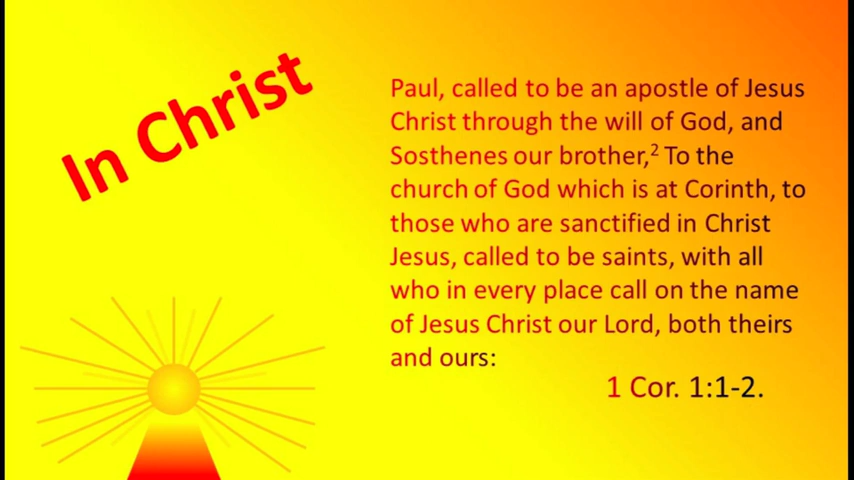 In Christ
Paul, called to be an apostle of Jesus
Christ through the will of God, and
Sosthenes our brother,² To the
church of God which is at Corinth, to
those who are sanctified in Christ
Jesus, called to be saints, with all
who in every place call on the name
of Jesus Christ our Lord, both theirs
and ours:
1 Cor. 1:1-2.